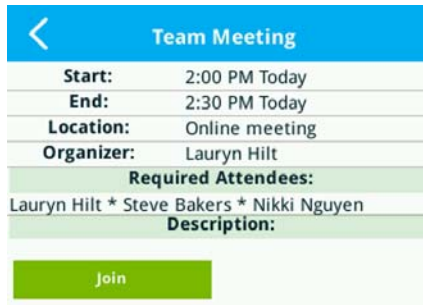 Team Meeting
Start: 2:00 PM Today
End: 2:30 PM Today
Location: Online meeting
Organizer: Lauryn Hilt
Required Attendees:
Lauryn Hilt * Steve Bakers * Nikki Nguyen
Description:
Join